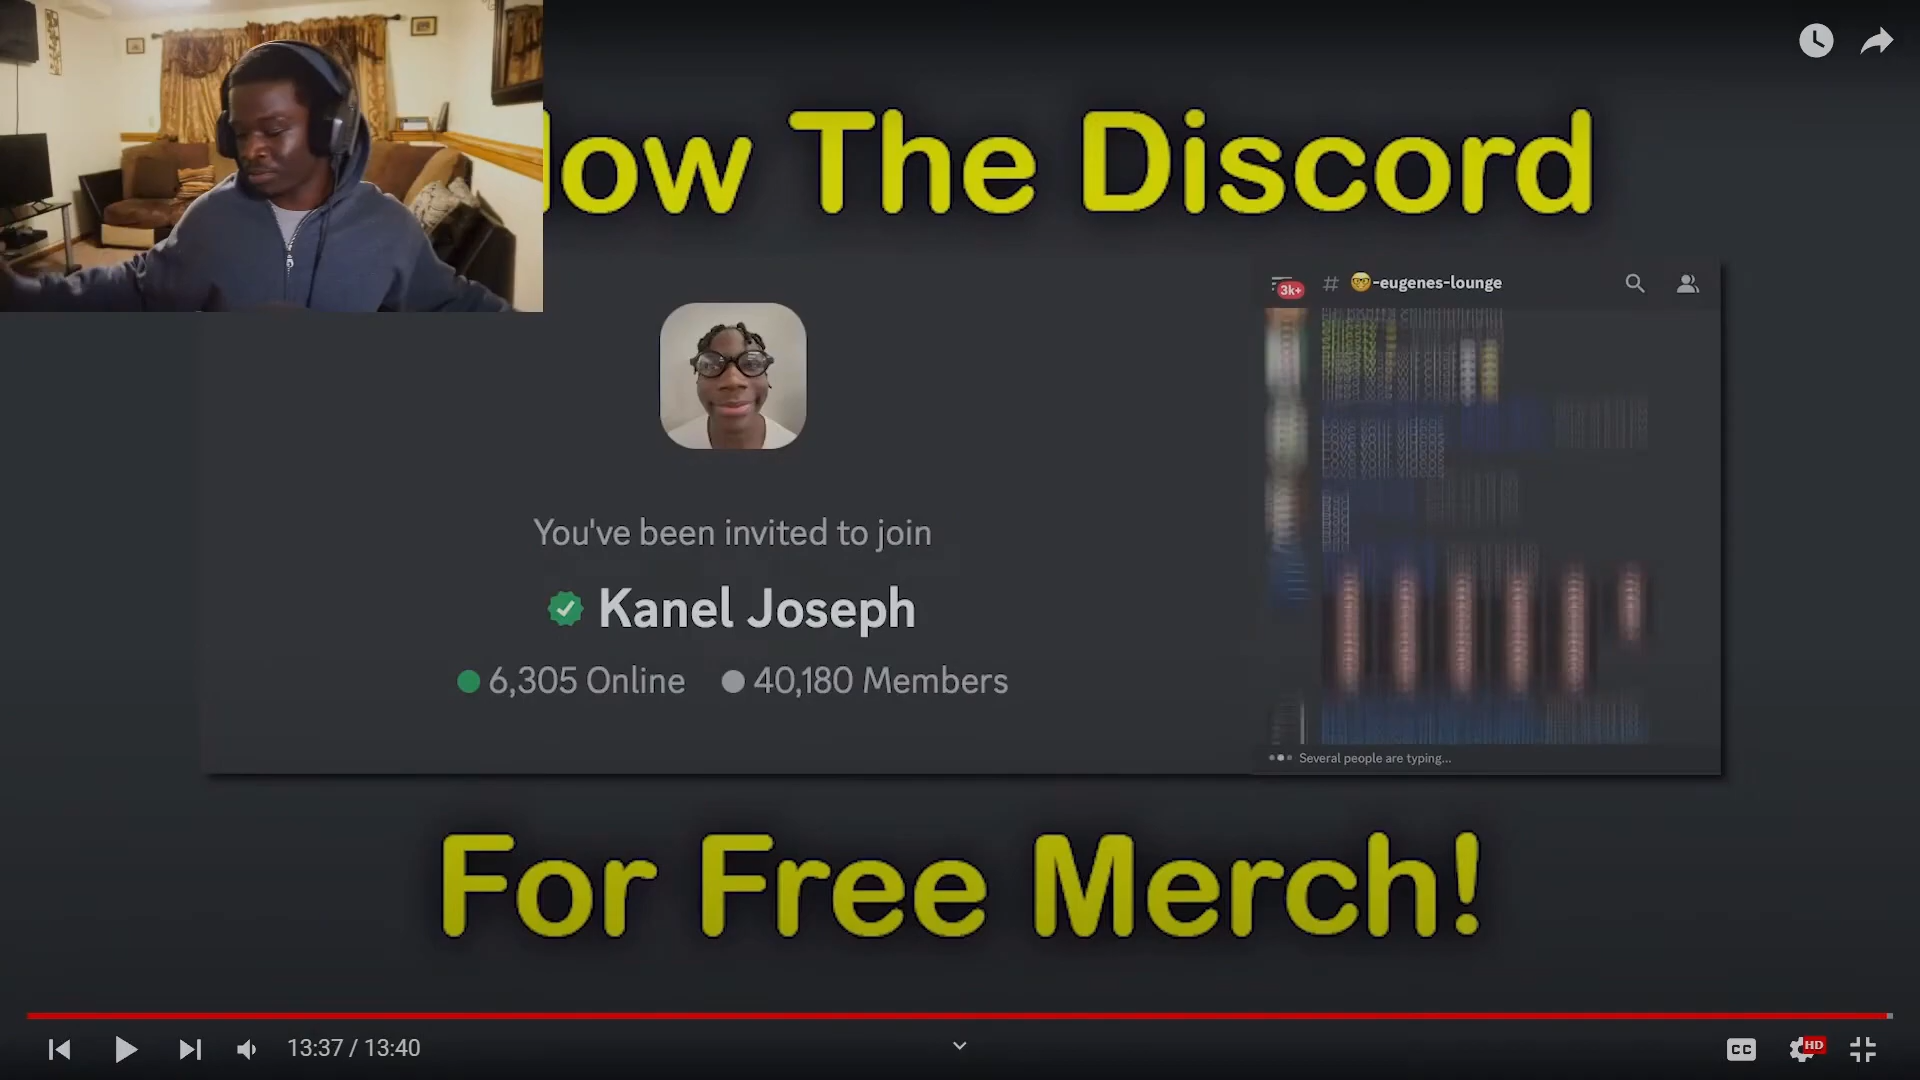 low The Discord
3k+
# 🤓-eugenes-lounge
You've been invited to join
Kanel Joseph
6,305 Online 40,180 Members
Several people are typing...
For Free Merch!
13:37 / 13:40
CC
HD